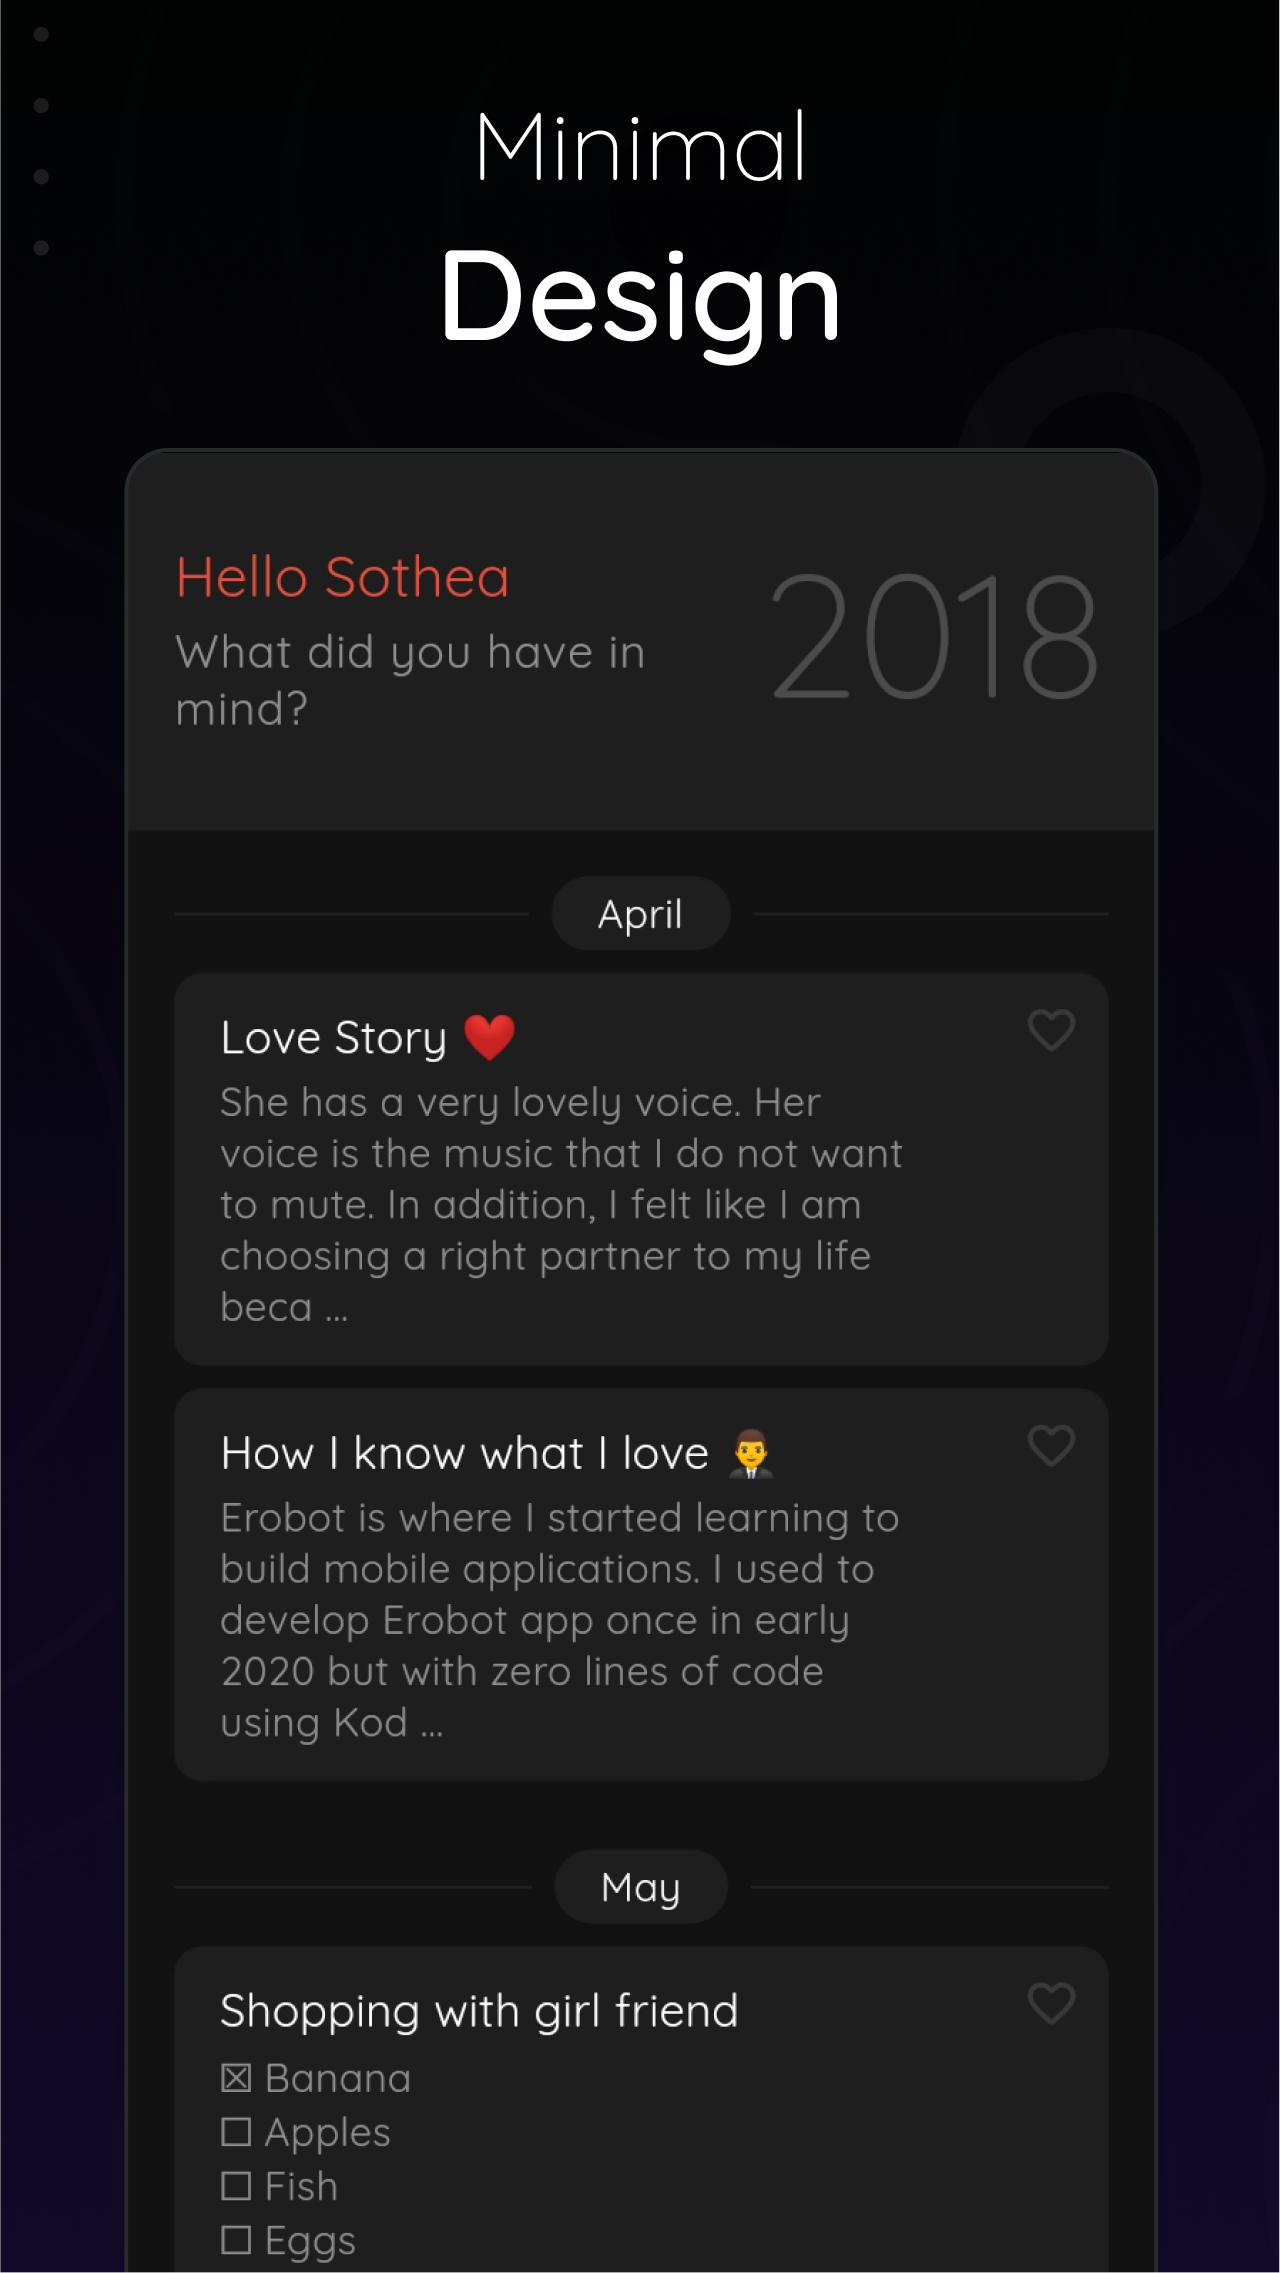 Minimal
Design
Hello Sothea
What did you have in
mind?
2018
April
Love Story ❤️
She has a very lovely voice. Her
voice is the music that I do not want
to mute. In addition, I felt like I am
choosing a right partner to my life
beca ...
How I know what I love 👨‍💼
Erobot is where I started learning to
build mobile applications. I used to
develop Erobot app once in early
2020 but with zero lines of code
using Kod ...
May
Shopping with girl friend
☒ Banana
☐ Apples
☐ Fish
☐ Eggs